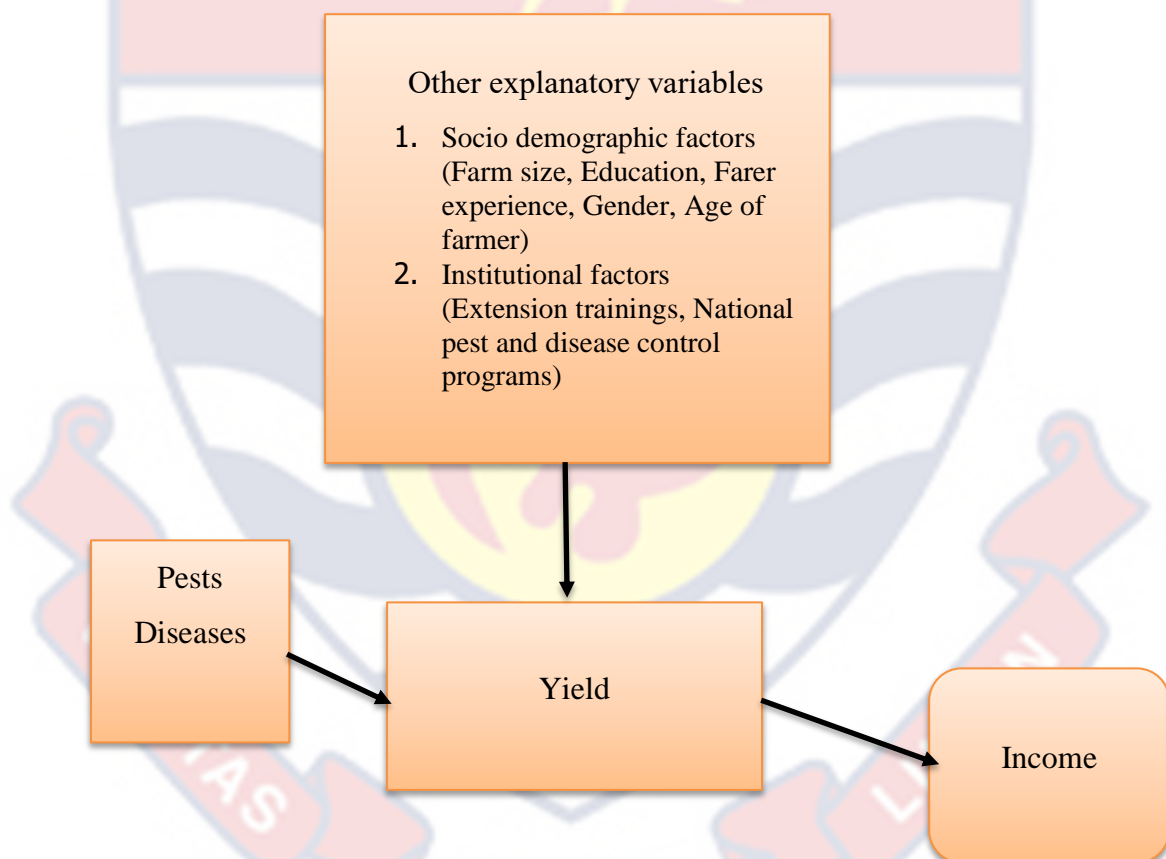 Other explanatory variables
1. Socio demographic factors
(Farm size, Education, Farer
experience, Gender, Age of
farmer)
2. Institutional factors
(Extension trainings, National
pest and disease control
programs)
Pests
Diseases
Yield
Income
TAS
N